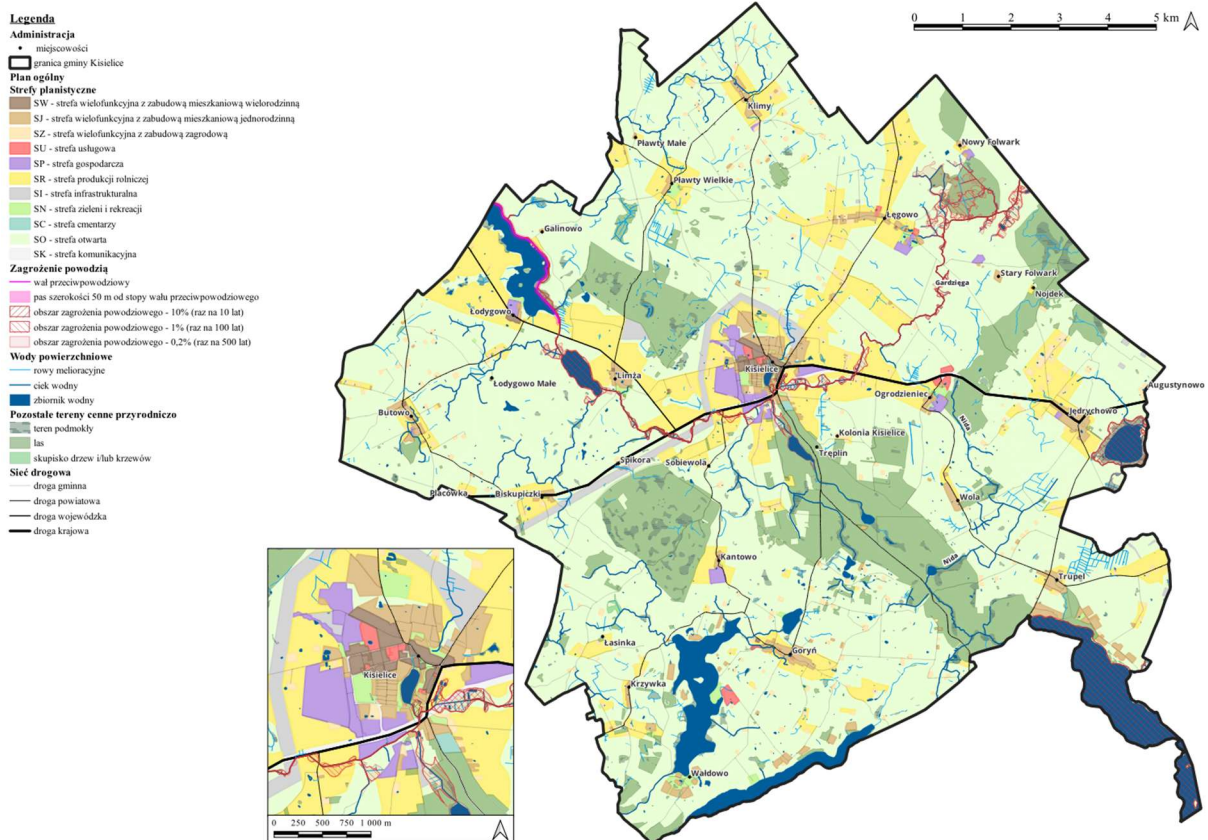 Legenda
Administracja
miejscowości
granica gminy Kisielice
Plan ogólny
Strefy planistyczne
SW - strefa wielofunkcyjna z zabudową mieszkaniową wielorodzinną
SJ - strefa wielofunkcyjna z zabudową mieszkaniową jednorodzinną
SZ - strefa wielofunkcyjna z zabudową zagrodową
SU - strefa usługowa
SP - strefa gospodarcza
SR - strefa produkcji rolniczej
SI - strefa infrastrukturalna
SN - strefa zieleni i rekreacji
SC - strefa cmentarzy
SO - strefa otwarta
SK - strefa komunikacyjna
Zagrożenie powodzią
wał przeciwpowodziowy
pas szerokości 50 m od stopy wału przeciwpowodziowego
obszar zagrożenia powodziowego - 10% (raz na 10 lat)
obszar zagrożenia powodziowego - 1% (raz na 100 lat)
obszar zagrożenia powodziowego - 0,2% (raz na 500 lat)
Wody powierzchniowe
rowy melioracyjne
ciek wodny
zbiornik wodny
Pozostałe tereny cenne przyrodniczo
teren podmokły
las
skupisko drzew i/lub krzewów
Sieć drogowa
droga gminna
droga powiatowa
droga wojewódzka
droga krajowa
0 1 2 3 4 5 km
Klimy
Pławty Małe
Nowy Folwark
Pławty Wielkie
Łęgowo
Galinowo
Stary Folwark
Gardzięga
Nojdek
Łodygowo
Kisielice
Limża
Łodygowo Małe
Augustynowo
Ogrodzieniec
Butowo
Jędrychowo
Nida
Kolonia Kisielice
Tręplin
Spikora
Sobiewola
Placówka
Biskupiczki
Wola
Kantowo
Nida
Trupel
Łasinka
Goryń
Krzywka
Wałdowo
Kisielice
0 250 500 750 1 000 m